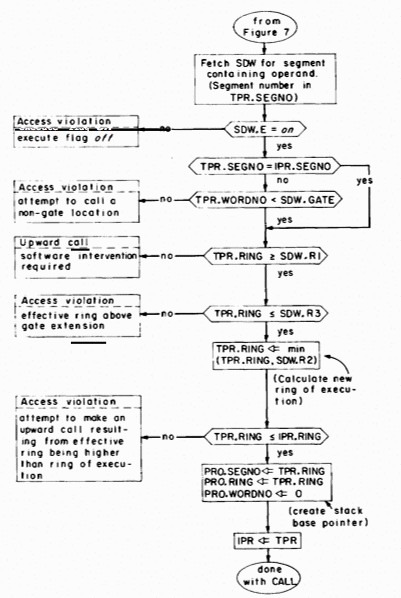 from
Figure 7
Fetch SDW for segment
containing operand.
(Segment number in
TPR.SEGNO)
Access violation
execute flag off
no
SDW.E = on
yes
TPR.SEGNO = IPR.SEGNO
no
yes
Access violation
attempt to call a
non-gate location
no
TPR.WORDNO < SDW.GATE
yes
Upward call
software intervention
required
no
TPR.RING ≥ SDW.R1
yes
Access violation
effective ring above
gate extension
no
TPR.RING ≤ SDW.R3
yes
TPR.RING ⇐ min
(TPR.RING, SDW.R2)
(Calculate new
ring of execu-
tion)
Access violation
attempt to make an
upward call result-
ing from effective
ring being higher
than ring of execu-
tion
no
TPR.RING ≤ IPR.RING
yes
PRO.SEGNO ⇐ TPR.RING
PRO.RING ⇐ TPR.RING
PRO.WORDNO ⇐ 0
(create stack
base pointer)
IPR ⇐ TPR
done
with CALL